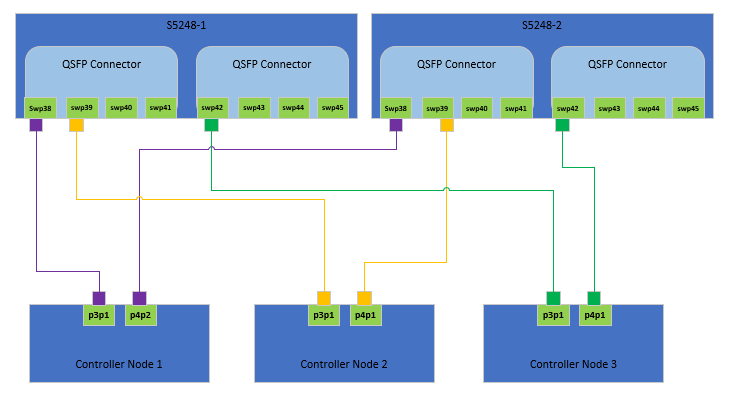 S5248-1
S5248-2
QSFP Connector
QSFP Connector
QSFP Connector
QSFP Connector
Swp38
swp39
swp40
swp41
swp42
swp43
swp44
swp45
Swp38
swp39
swp40
swp41
swp42
swp43
swp44
swp45
p3p1
p4p2
p3p1
p4p1
p3p1
p4p1
Controller Node 1
Controller Node 2
Controller Node 3